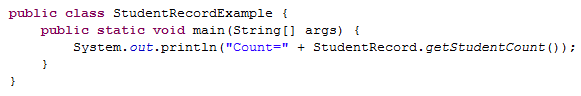 public class StudentRecordExample {
    public static void main(String[] args) {
        System.out.println("Count=" + StudentRecord.getStudentCount());
    }
}